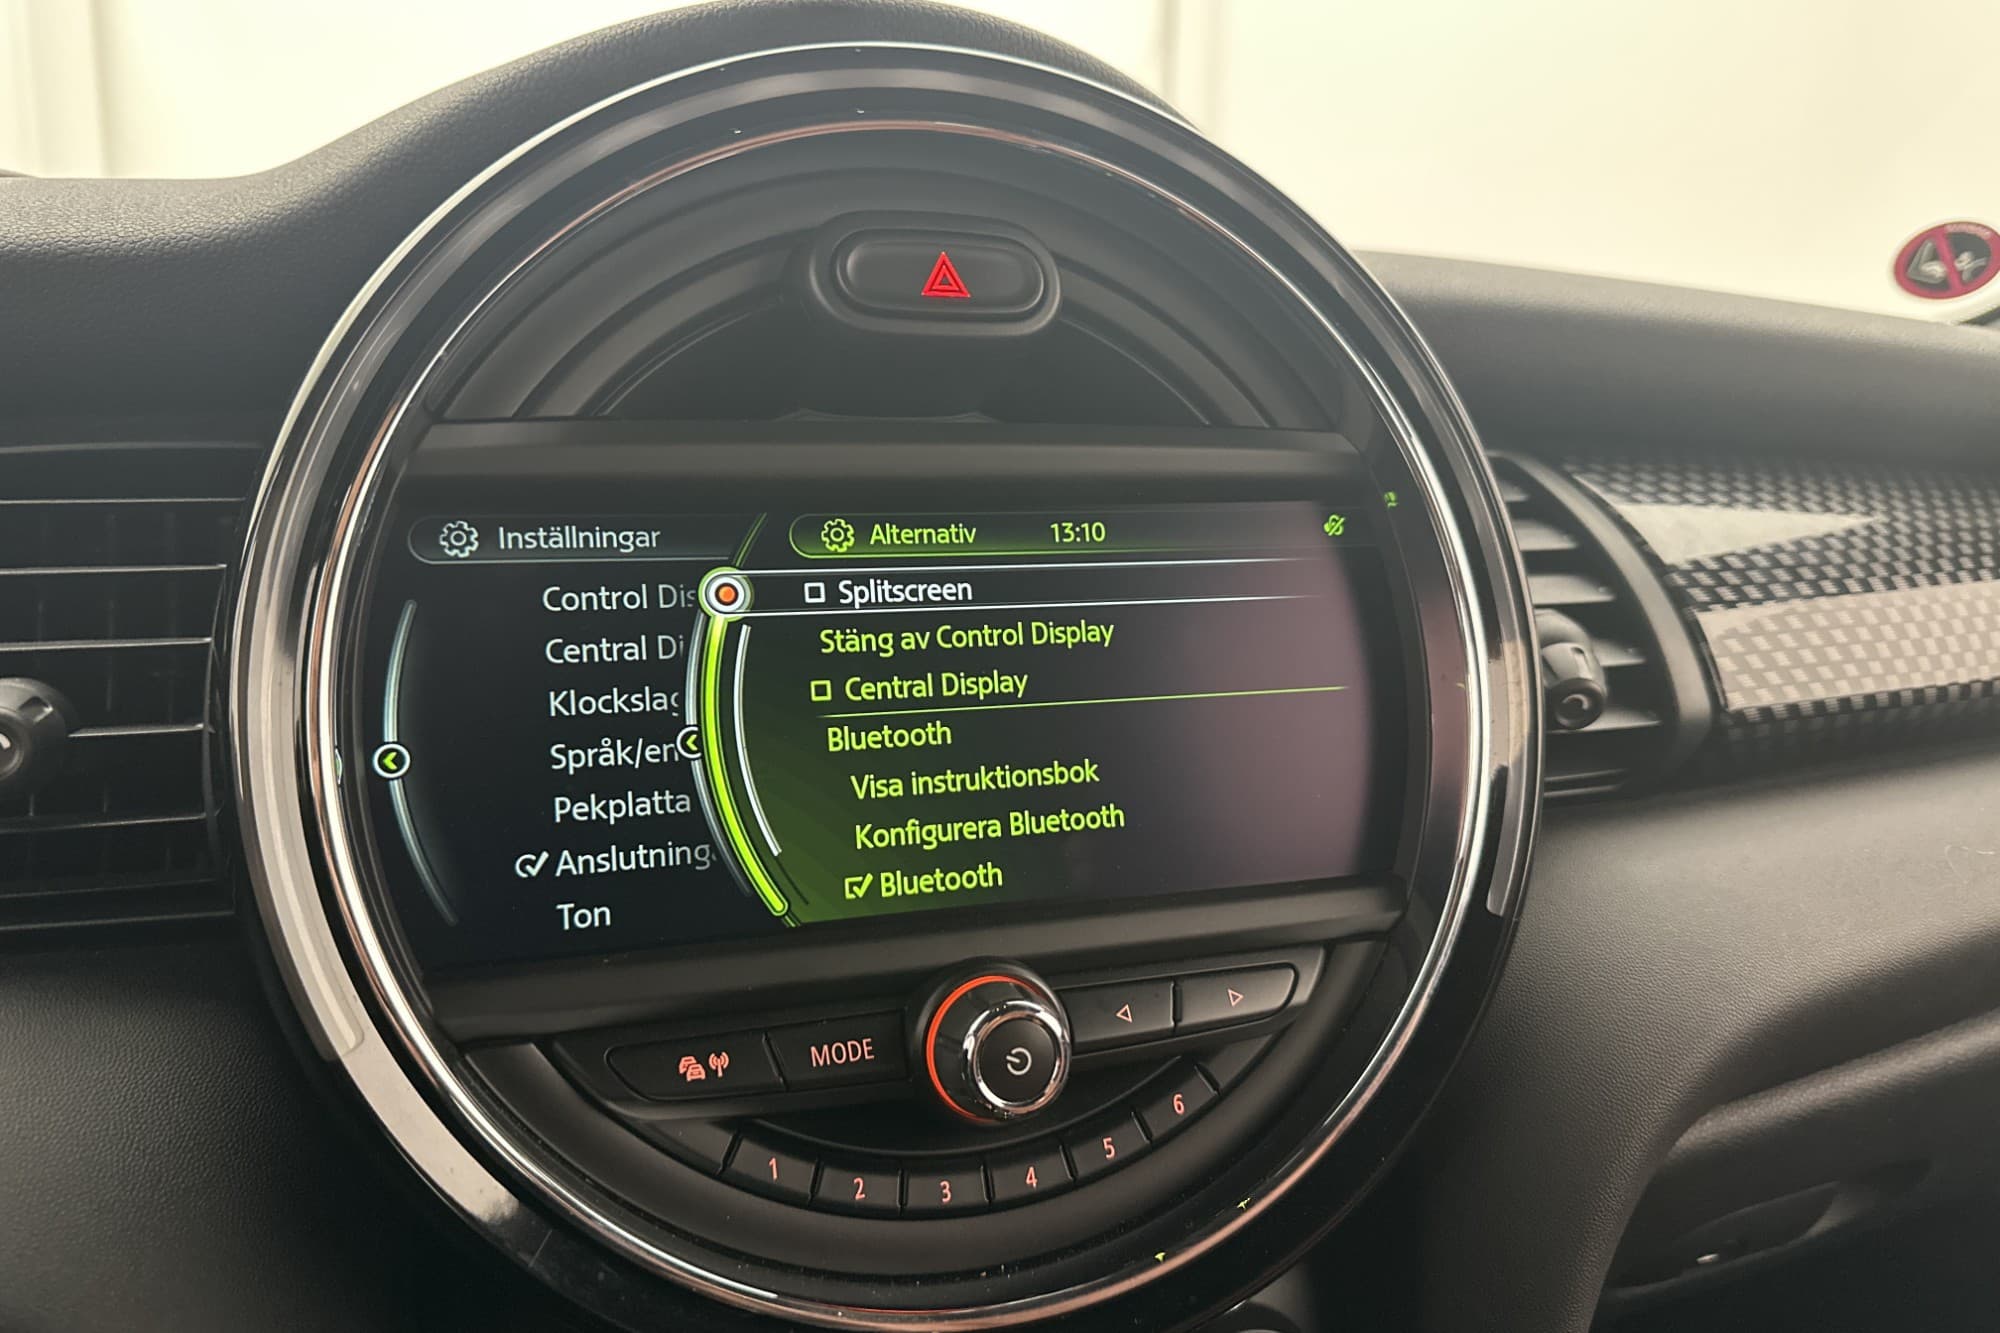 Inställningar
Control Dis
Central Di
Klockslag
Språk/en
Pekplatta
Anslutning
Ton
Alternativ 13:10
Splitscreen
Stäng av Control Display
Central Display
Bluetooth
Visa instruktionsbok
Konfigurera Bluetooth
Bluetooth
MODE
1 2 3 4 5 6